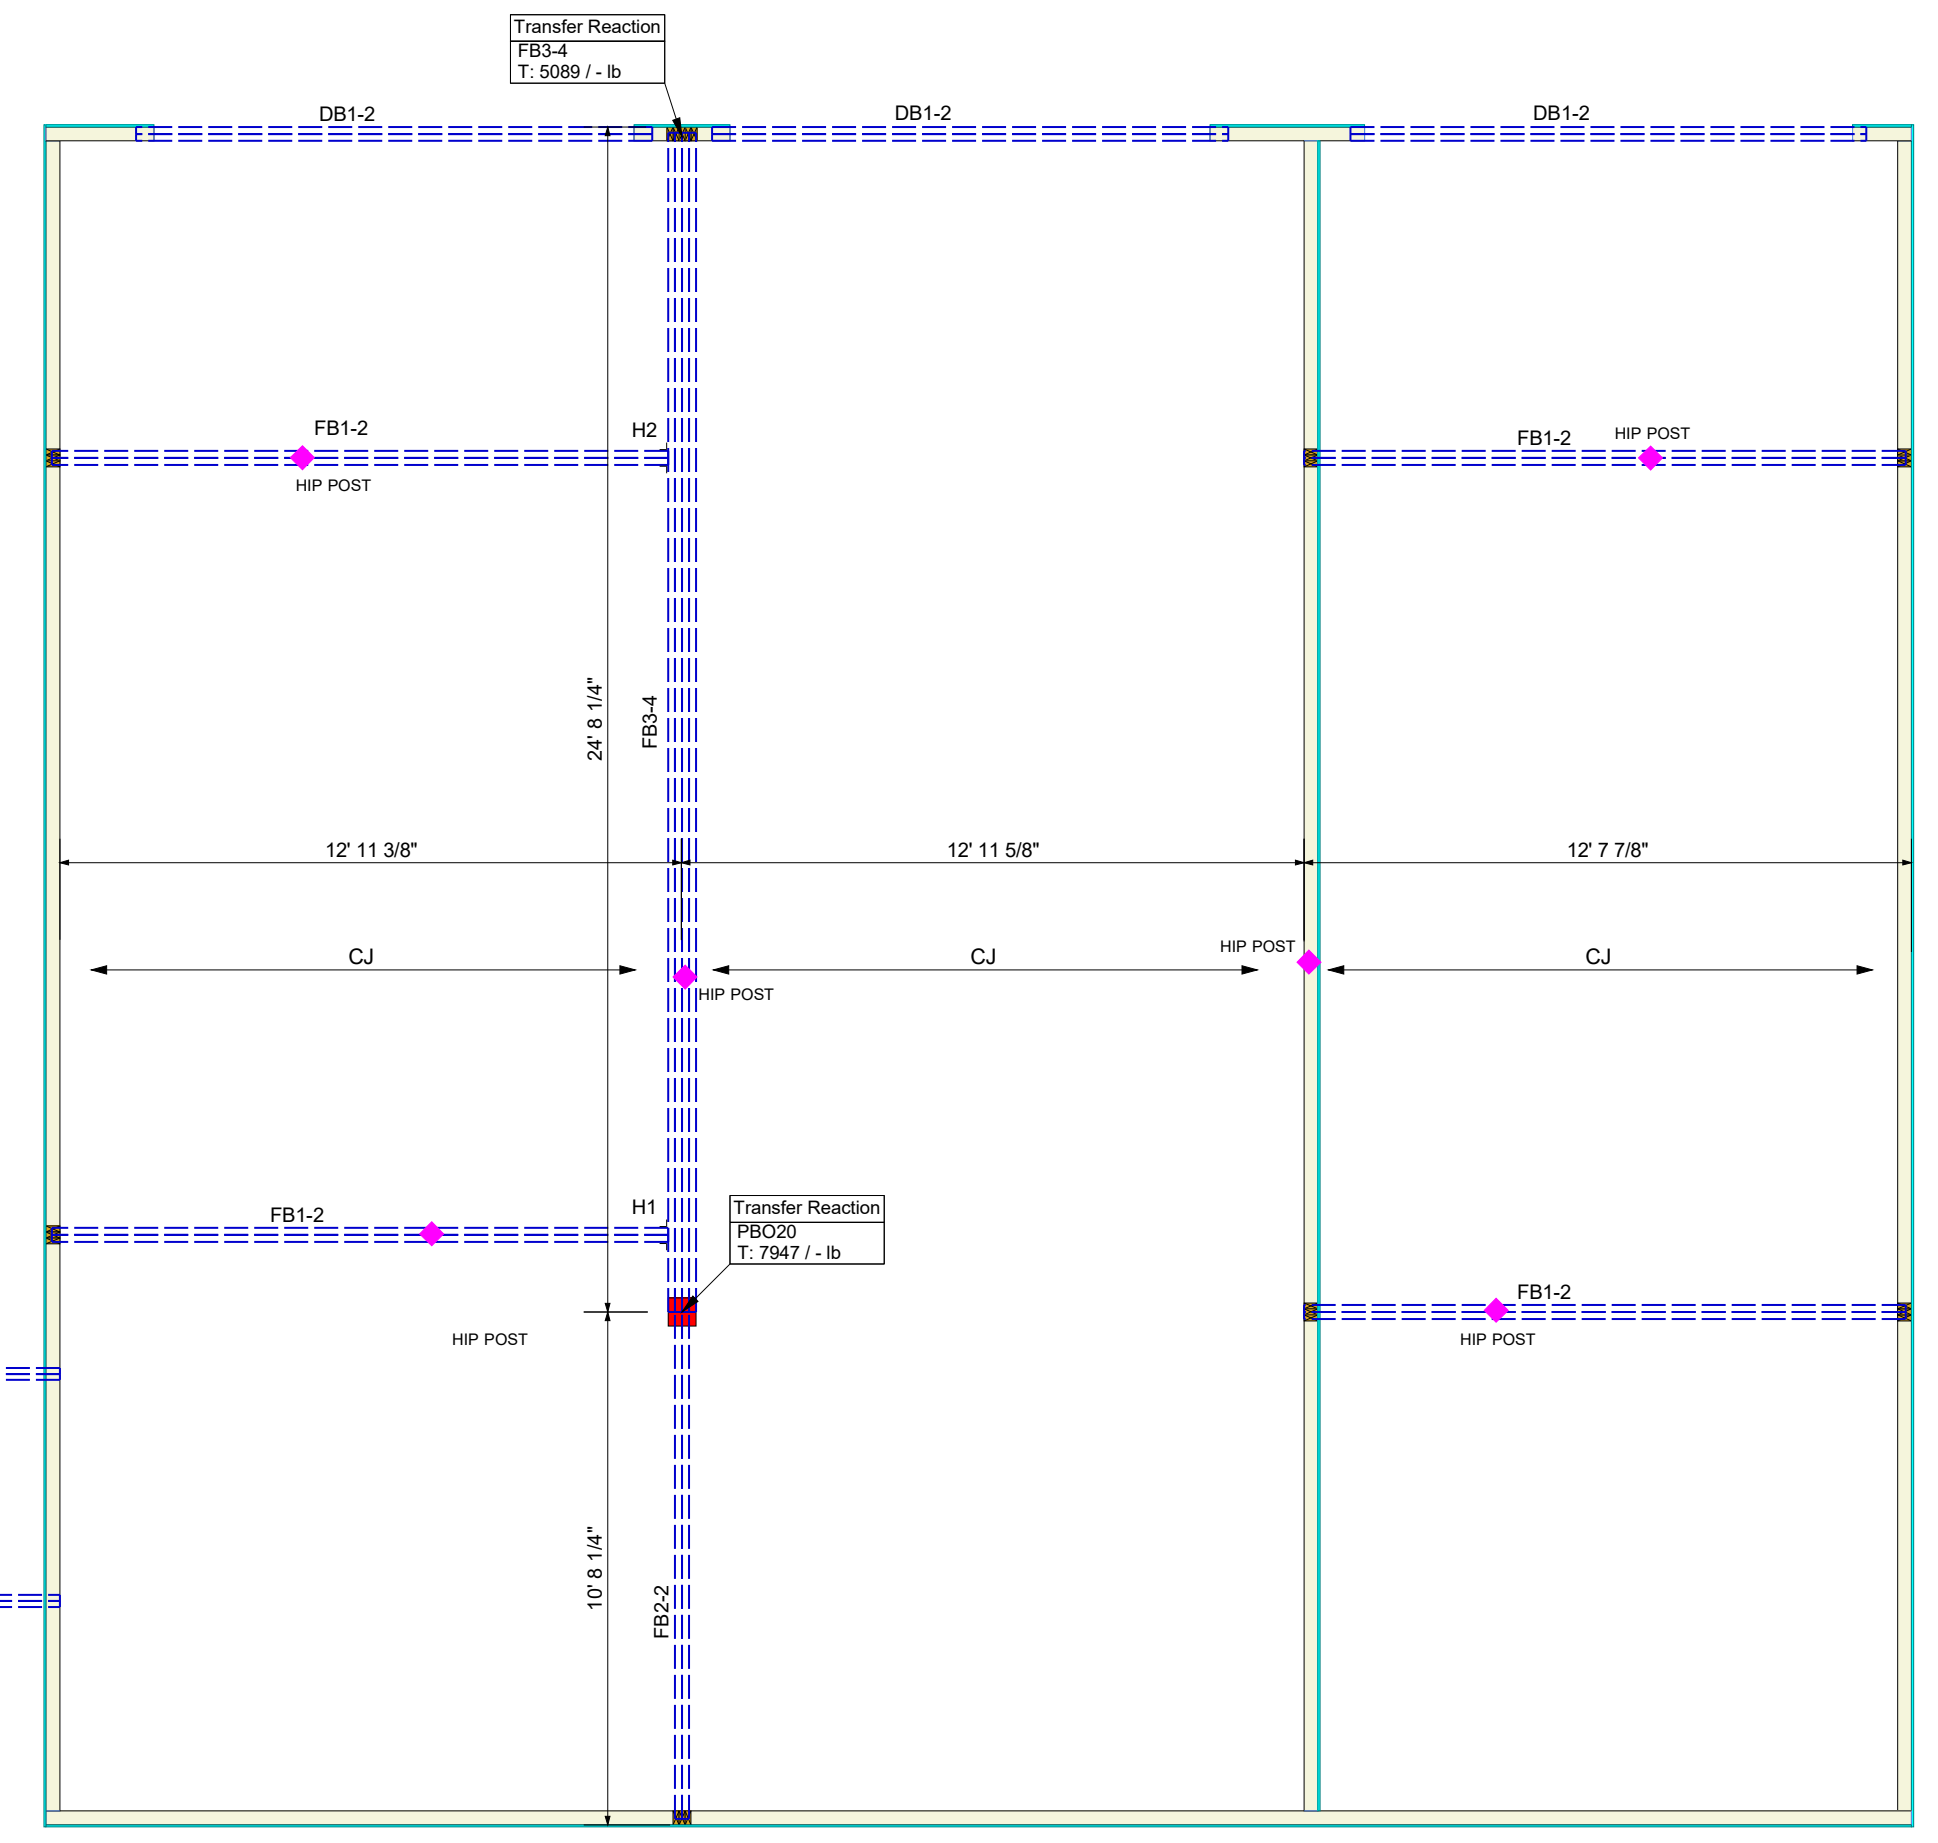 Transfer Reaction
FB3-4
T: 5089 / - lb
DB1-2
DB1-2
DB1-2
FB1-2
H2
HIP POST
FB1-2
HIP POST
24' 8 1/4"
FB3-4
12' 11 3/8"
12' 11 5/8"
12' 7 7/8"
CJ
HIP POST
CJ
HIP POST
CJ
FB1-2
H1
Transfer Reaction
PBO20
T: 7947 / - lb
HIP POST
FB1-2
HIP POST
10' 8 1/4"
FB2-2